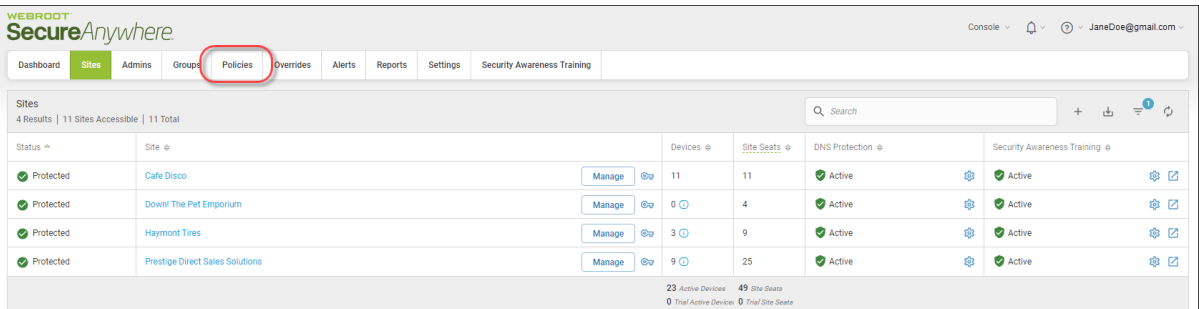 WEBROOT
SecureAnywhere.
Console JaneDoe@gmail.com
Dashboard Sites Admins Groups Policies Overrides Alerts Reports Settings Security Awareness Training
Sites
4 Results | 11 Sites Accessible | 11 Total
Search
1
Status Site Devices Site Seats DNS Protection Security Awareness Training
Protected Cafe Disco Manage 11 11 Active Active
Protected Down! The Pet Emporium Manage 0 4 Active Active
Protected Haymont Tires Manage 3 9 Active Active
Protected Prestige Direct Sales Solutions Manage 9 25 Active Active
23 Active Devices 49 Site Seats
0 Trial Active Devices 0 Trial Site Seats